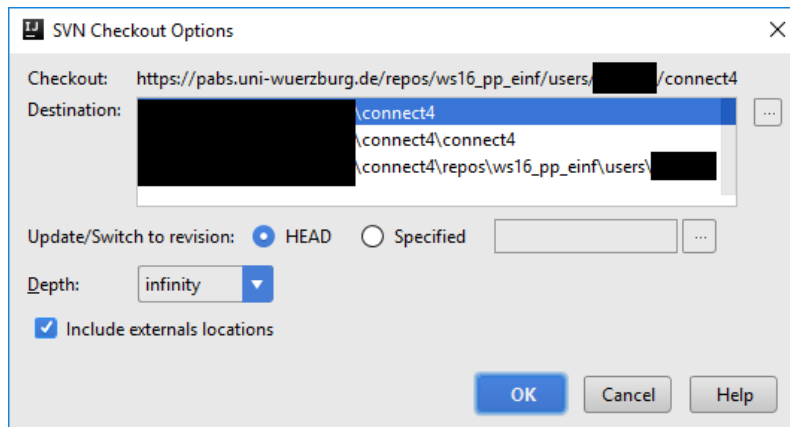 IJ SVN Checkout Options
Checkout: https://pabs.uni-wuerzburg.de/repos/ws16_pp_einf/users/ /connect4
Destination: \connect4
...
\connect4\connect4
\connect4\repos\ws16_pp_einf\users\
Update/Switch to revision: HEAD Specified ...
Depth: infinity
Include externals locations
OK Cancel Help